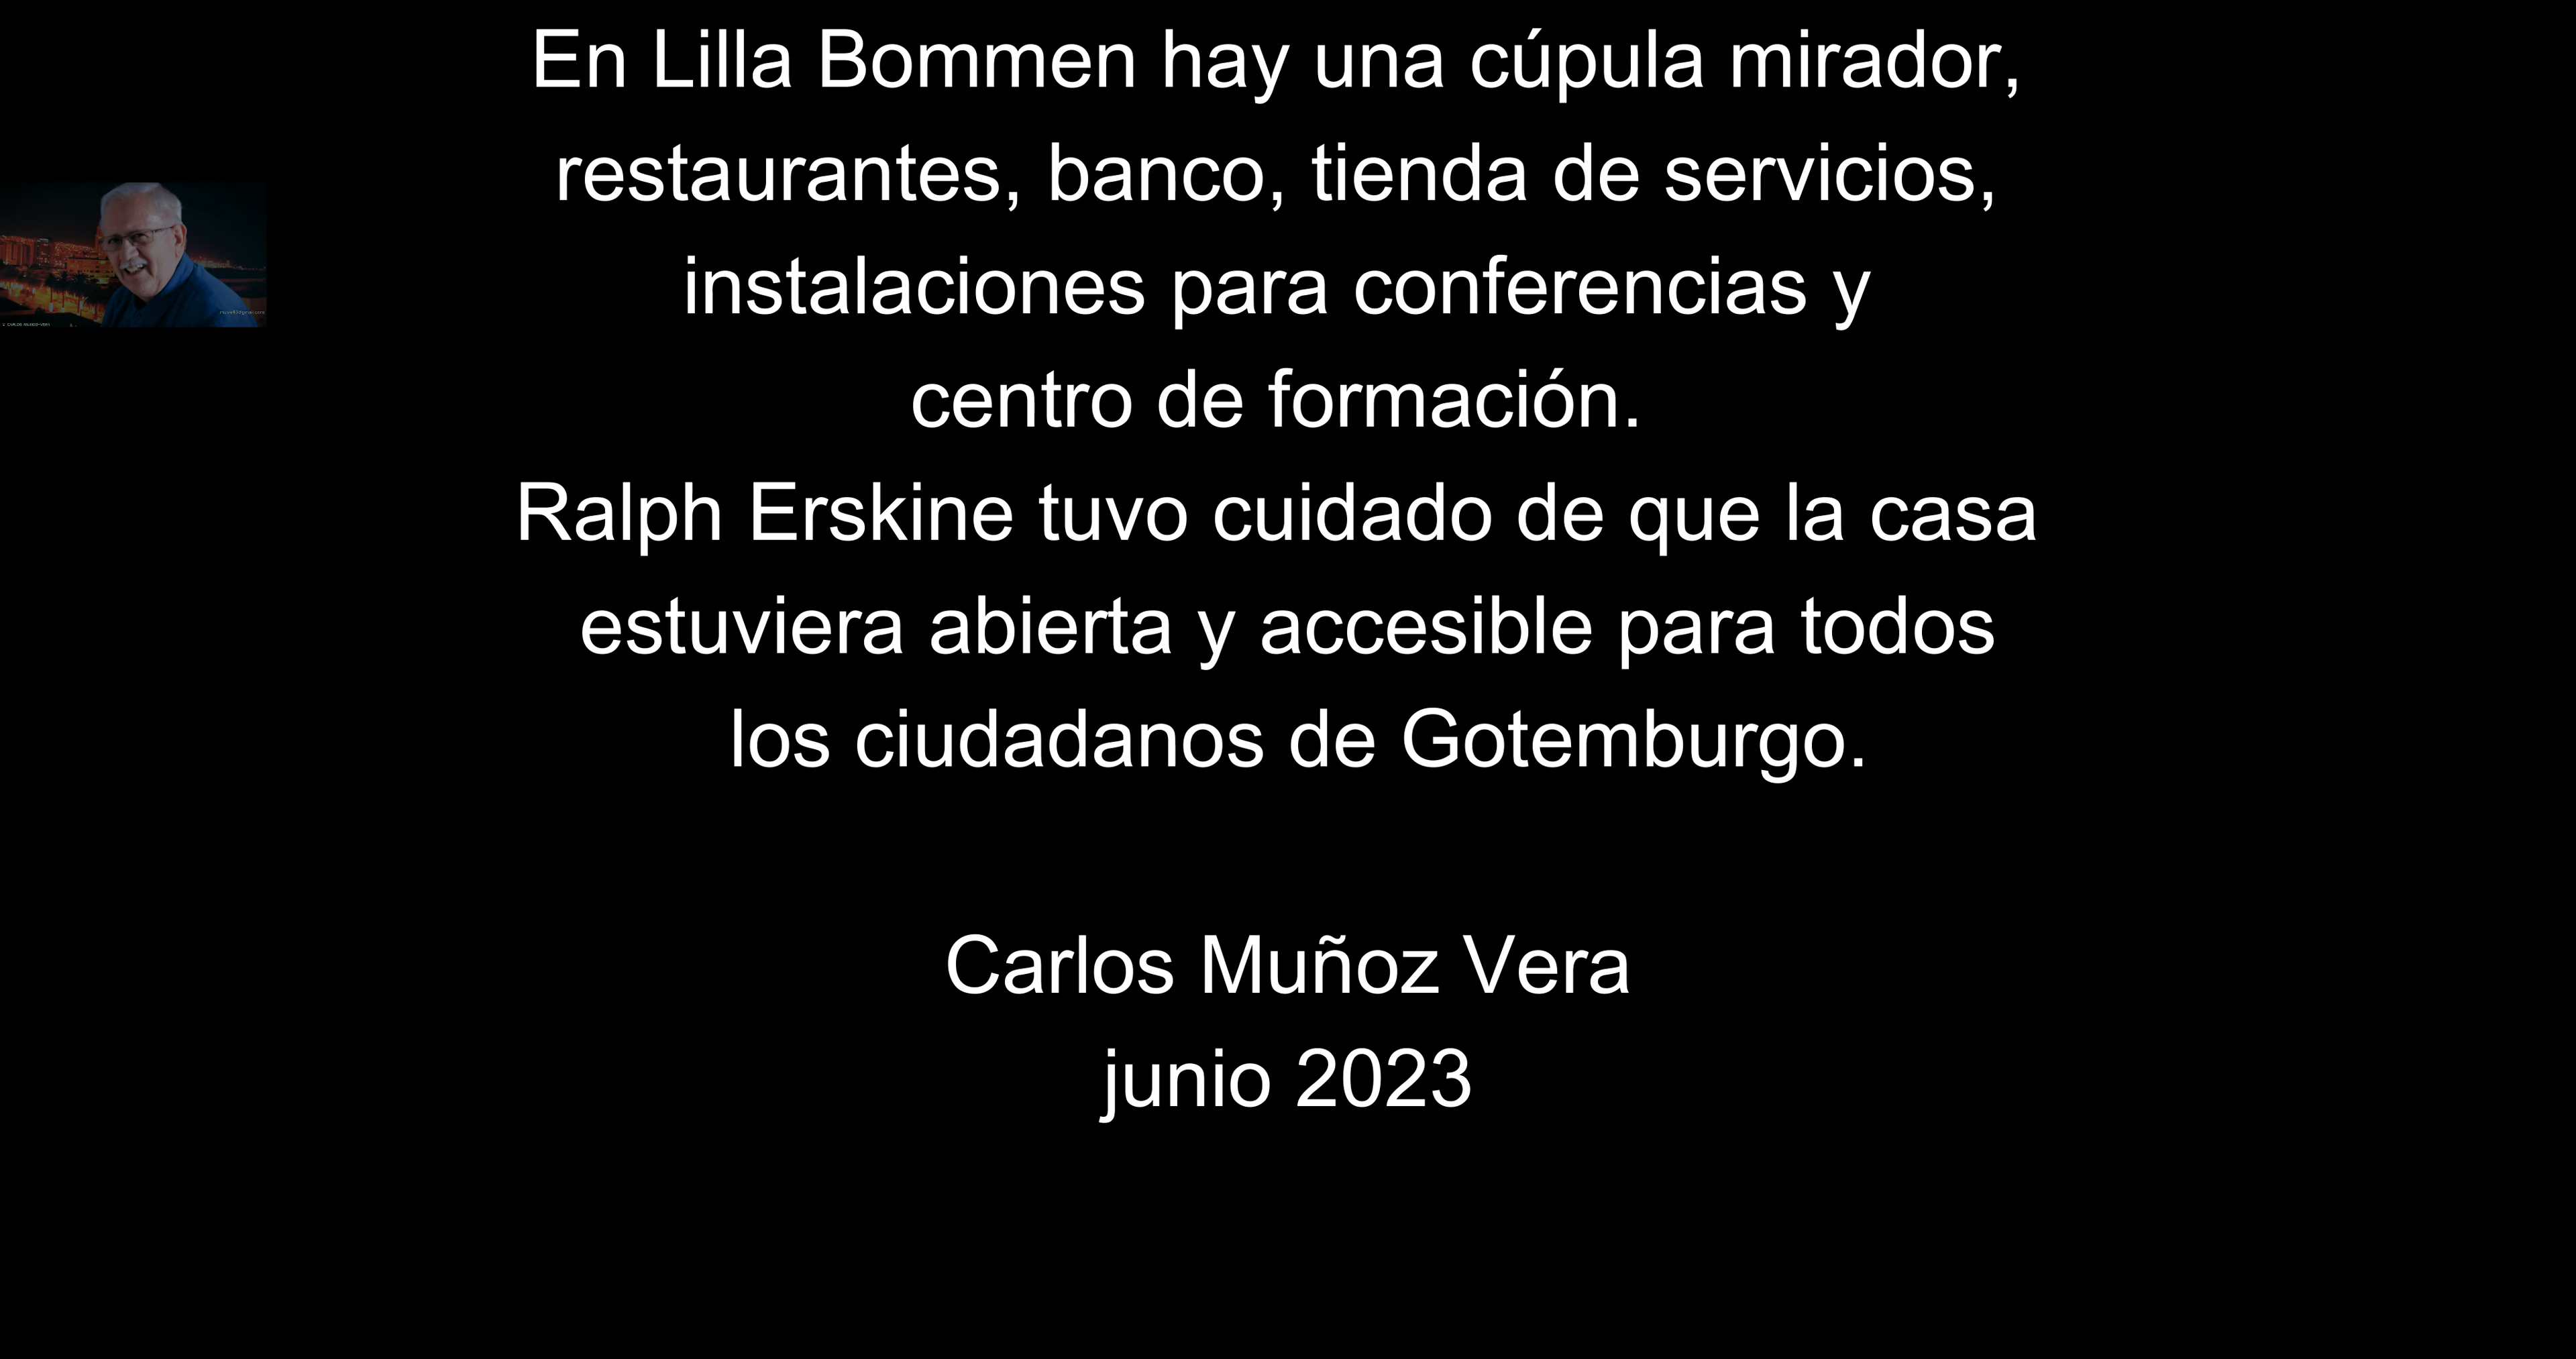 En Lilla Bommen hay una cúpula mirador,
restaurantes, banco, tienda de servicios,
instalaciones para conferencias y
centro de formación.
Ralph Erskine tuvo cuidado de que la casa
estuviera abierta y accesible para todos
los ciudadanos de Gotemburgo.
Carlos Muñoz Vera
junio 2023